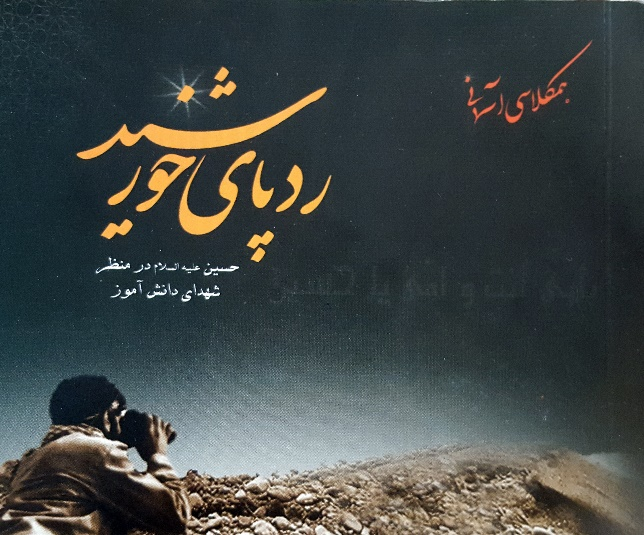 همکلاسی آسمانی
ردپای خورشید
حسین علیه السلام در منظر
شهدای دانش آموز